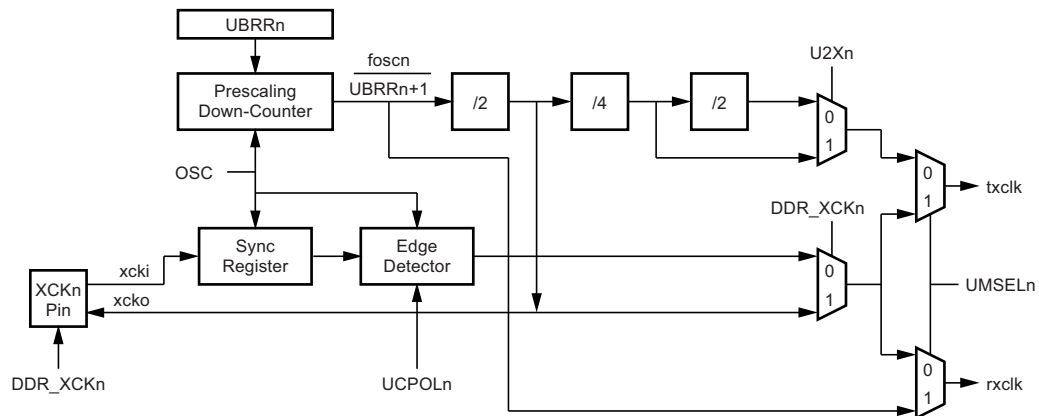 UBRRn
foscn
UBRRn+1
U2Xn
Prescaling
Down-Counter
/2
/4
/2
0
1
OSC
0
1
txclk
DDR_XCKn
Sync
Register
Edge
Detector
xcki
0
1
XCKn
Pin
xcko
UMSELn
DDR_XCKn
UCPOLn
0
1
rxclk